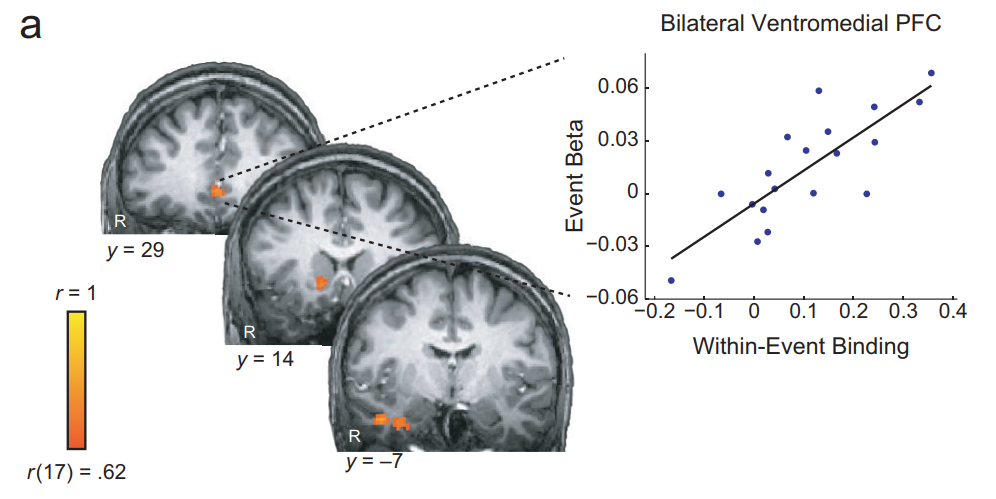 a
Bilateral Ventromedial PFC
R
y = 29
R
y = 14
R
y = –7
r = 1
r(17) = .62
Event Beta
0.06
0.03
0
−0.03
−0.06
−0.2 −0.1 0 0.1 0.2 0.3 0.4
Within-Event Binding